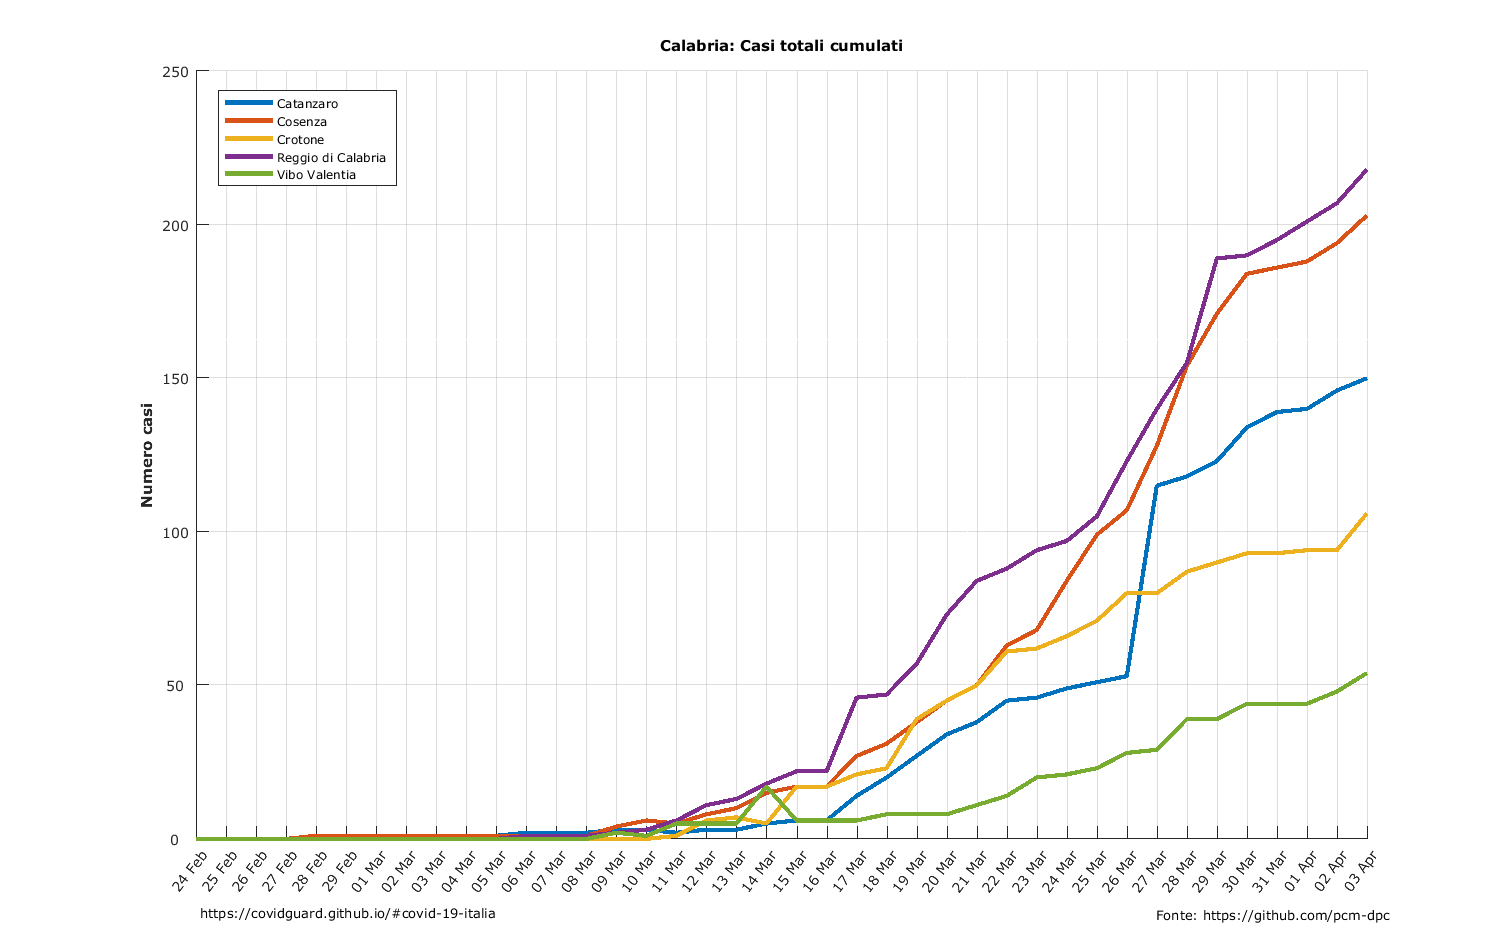 Calabria: Casi totali cumulati
250
200
150
100
50
0
Numero casi
Catanzaro
Cosenza
Crotone
Reggio di Calabria
Vibo Valentia
24 Feb
25 Feb
26 Feb
27 Feb
28 Feb
29 Feb
01 Mar
02 Mar
03 Mar
04 Mar
05 Mar
06 Mar
07 Mar
08 Mar
09 Mar
10 Mar
11 Mar
12 Mar
13 Mar
14 Mar
15 Mar
16 Mar
17 Mar
18 Mar
19 Mar
20 Mar
21 Mar
22 Mar
23 Mar
24 Mar
25 Mar
26 Mar
27 Mar
28 Mar
29 Mar
30 Mar
31 Mar
01 Apr
02 Apr
03 Apr
https://covidguard.github.io/#covid-19-italia
Fonte: https://github.com/pcm-dpc